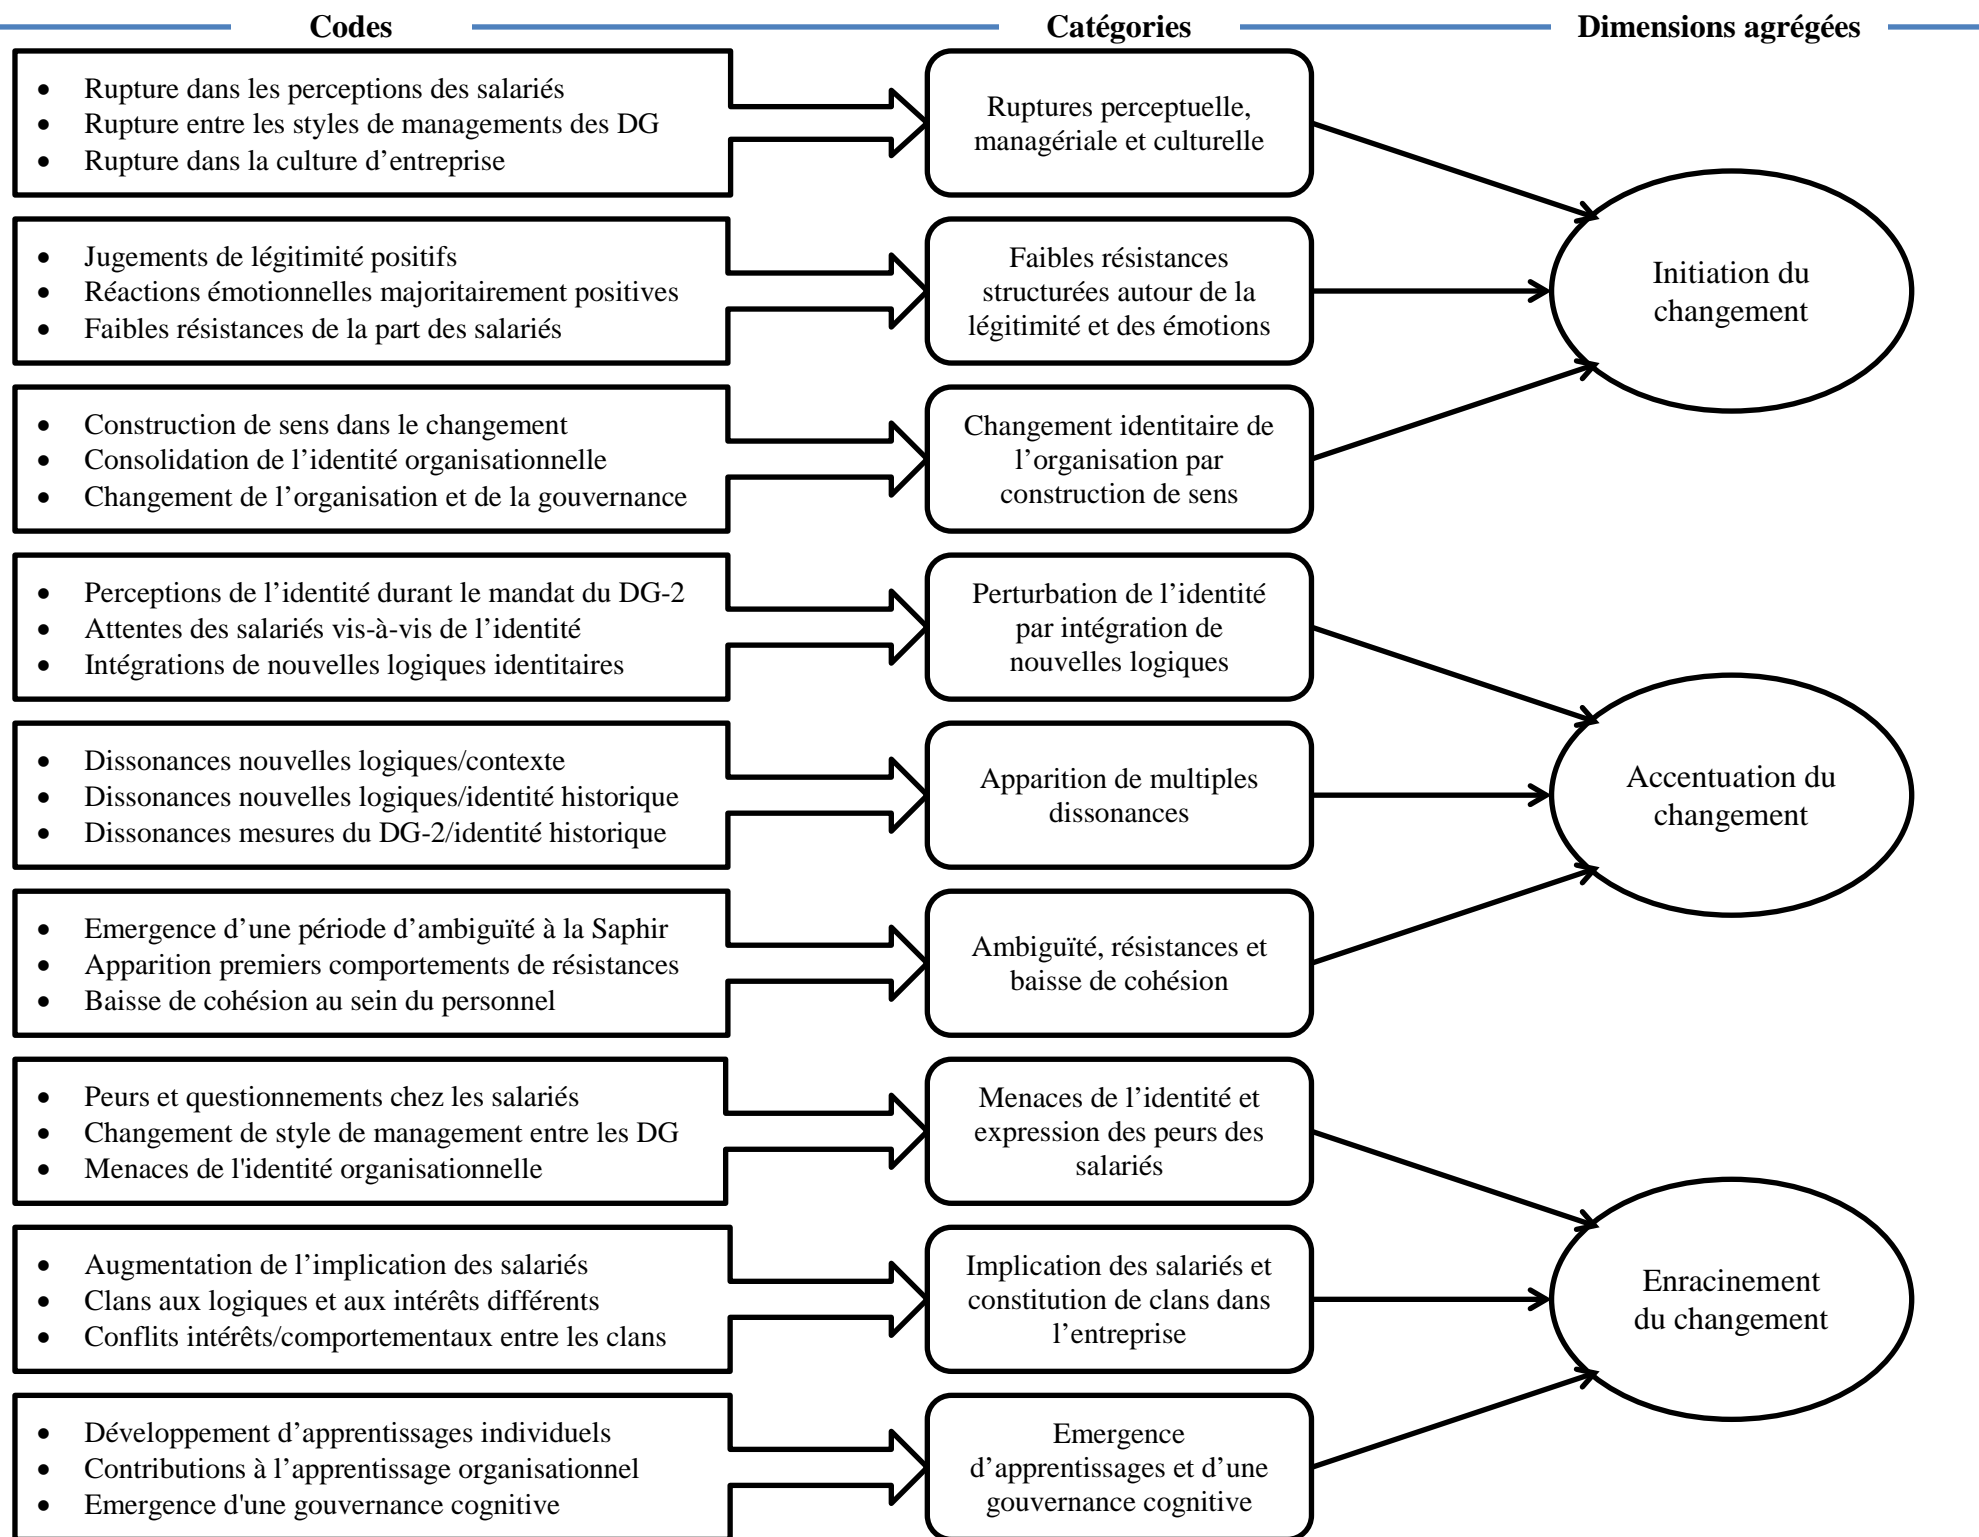 Codes
Catégories
Dimensions agrégées
• Rupture dans les perceptions des salariés
• Rupture entre les styles de managements des DG
• Rupture dans la culture d’entreprise
Ruptures perceptuelle,
managériale et culturelle
• Jugements de légitimité positifs
• Réactions émotionnelles majoritairement positives
• Faibles résistances de la part des salariés
Faibles résistances
structurées autour de la
légitimité et des émotions
Initiation du
changement
• Construction de sens dans le changement
• Consolidation de l’identité organisationnelle
• Changement de l’organisation et de la gouvernance
Changement identitaire de
l’organisation par
construction de sens
• Perceptions de l’identité durant le mandat du DG-2
• Attentes des salariés vis-à-vis de l’identité
• Intégrations de nouvelles logiques identitaires
Perturbation de l’identité
par intégration de
nouvelles logiques
• Dissonances nouvelles logiques/contexte
• Dissonances nouvelles logiques/identité historique
• Dissonances mesures du DG-2/identité historique
Apparition de multiples
dissonances
Accentuation du
changement
• Emergence d’une période d’ambiguïté à la Saphir
• Apparition premiers comportements de résistances
• Baisse de cohésion au sein du personnel
Ambiguïté, résistances et
baisse de cohésion
• Peurs et questionnements chez les salariés
• Changement de style de management entre les DG
• Menaces de l'identité organisationnelle
Menaces de l’identité et
expression des peurs des
salariés
• Augmentation de l’implication des salariés
• Clans aux logiques et aux intérêts différents
• Conflits intérêts/comportementaux entre les clans
Implication des salariés et
constitution de clans dans
l’entreprise
Enracinement
du changement
• Développement d’apprentissages individuels
• Contributions à l’apprentissage organisationnel
• Emergence d'une gouvernance cognitive
Emergence
d’apprentissages et d’une
gouvernance cognitive